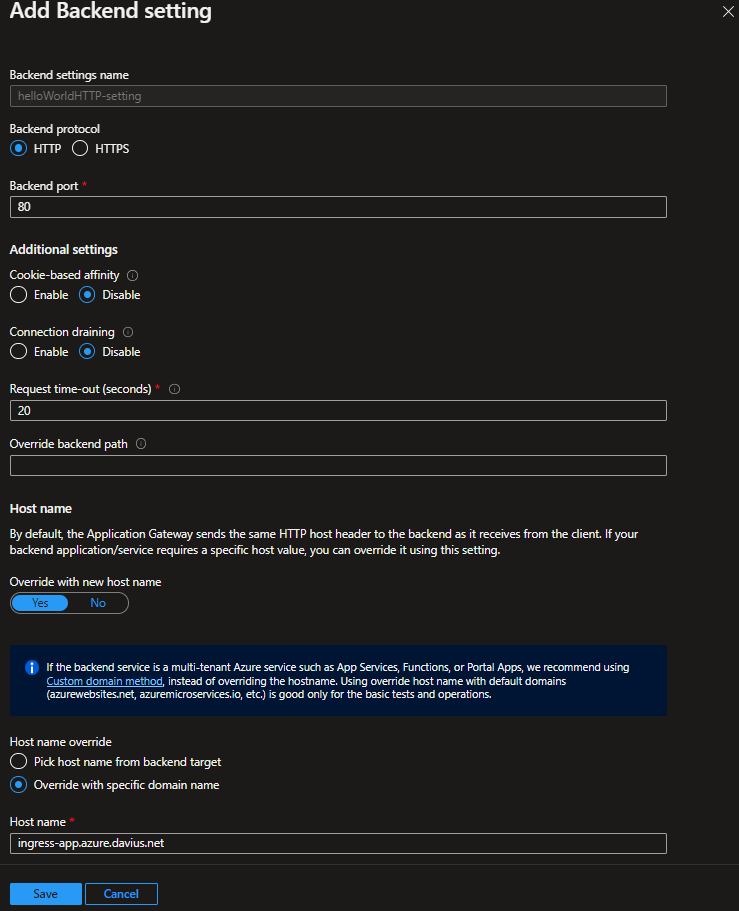 Add Backend setting
Backend settings name
helloWorldHTTP-setting
Backend protocol
HTTP HTTPS
Backend port *
80
Additional settings
Cookie-based affinity
Enable Disable
Connection draining
Enable Disable
Request time-out (seconds) *
20
Override backend path
Host name
By default, the Application Gateway sends the same HTTP host header to the backend as it receives from the client. If your
backend application/service requires a specific host value, you can override it using this setting.
Override with new host name
Yes No
If the backend service is a multi-tenant Azure service such as App Services, Functions, or Portal Apps, we recommend using
Custom domain method, instead of overriding the hostname. Using override host name with default domains
(azurewebsites.net, azuremicroservices.io, etc.) is good only for the basic tests and operations.
Host name override
Pick host name from backend target
Override with specific domain name
Host name *
ingress-app.azure.davius.net
Save Cancel